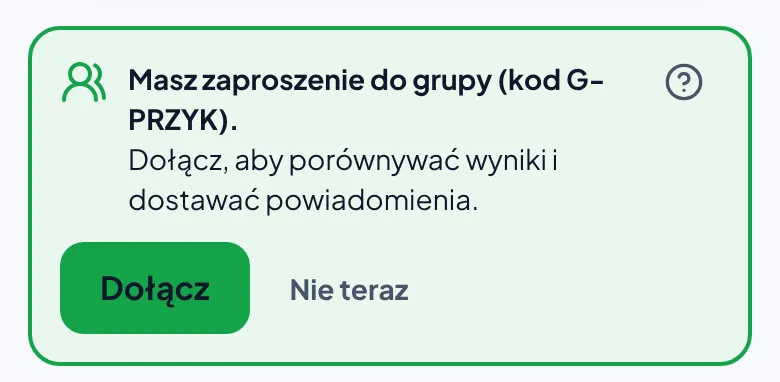 Masz zaproszenie do grupy (kod G-
PRZYK).
Dołącz, aby porównywać wyniki i
dostawać powiadomienia.
Dołącz
Nie teraz